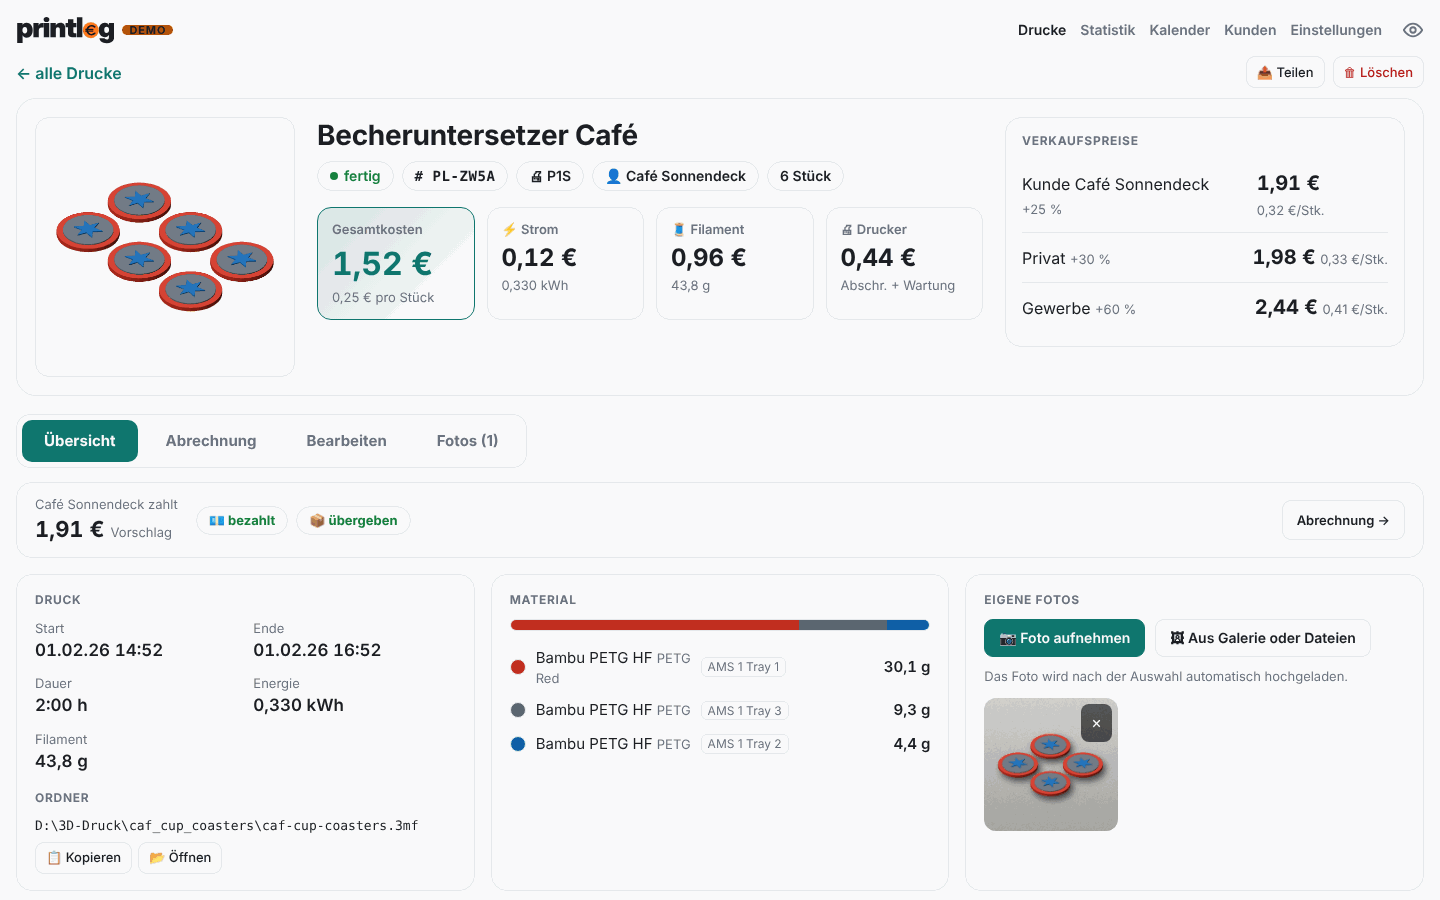 printl€g DEMO
Drucke Statistik Kalender Kunden Einstellungen
← alle Drucke
Teilen
Löschen
Becheruntersetzer Café
fertig
# PL-ZW5A
P1S
Café Sonnendeck
6 Stück
Gesamtkosten
1,52 €
0,25 € pro Stück
Strom
0,12 €
0,330 kWh
Filament
0,96 €
43,8 g
Drucker
0,44 €
Abschr. + Wartung
VERKAUFSPREISE
Kunde Café Sonnendeck 1,91 €
+25 % 0,32 €/Stk.
Privat +30 % 1,98 € 0,33 €/Stk.
Gewerbe +60 % 2,44 € 0,41 €/Stk.
Übersicht Abrechnung Bearbeiten Fotos (1)
Café Sonnendeck zahlt
1,91 € Vorschlag
bezahlt
übergeben
Abrechnung →
DRUCK
Start
01.02.26 14:52
Ende
01.02.26 16:52
Dauer
2:00 h
Energie
0,330 kWh
Filament
43,8 g
ORDNER
D:\3D-Druck\caf_cup_coasters\caf-cup-coasters.3mf
Kopieren
Öffnen
MATERIAL
Bambu PETG HF PETG AMS 1 Tray 1 30,1 g
Red
Bambu PETG HF PETG AMS 1 Tray 3 9,3 g
Bambu PETG HF PETG AMS 1 Tray 2 4,4 g
EIGENE FOTOS
Foto aufnehmen
Aus Galerie oder Dateien
Das Foto wird nach der Auswahl automatisch hochgeladen.
×